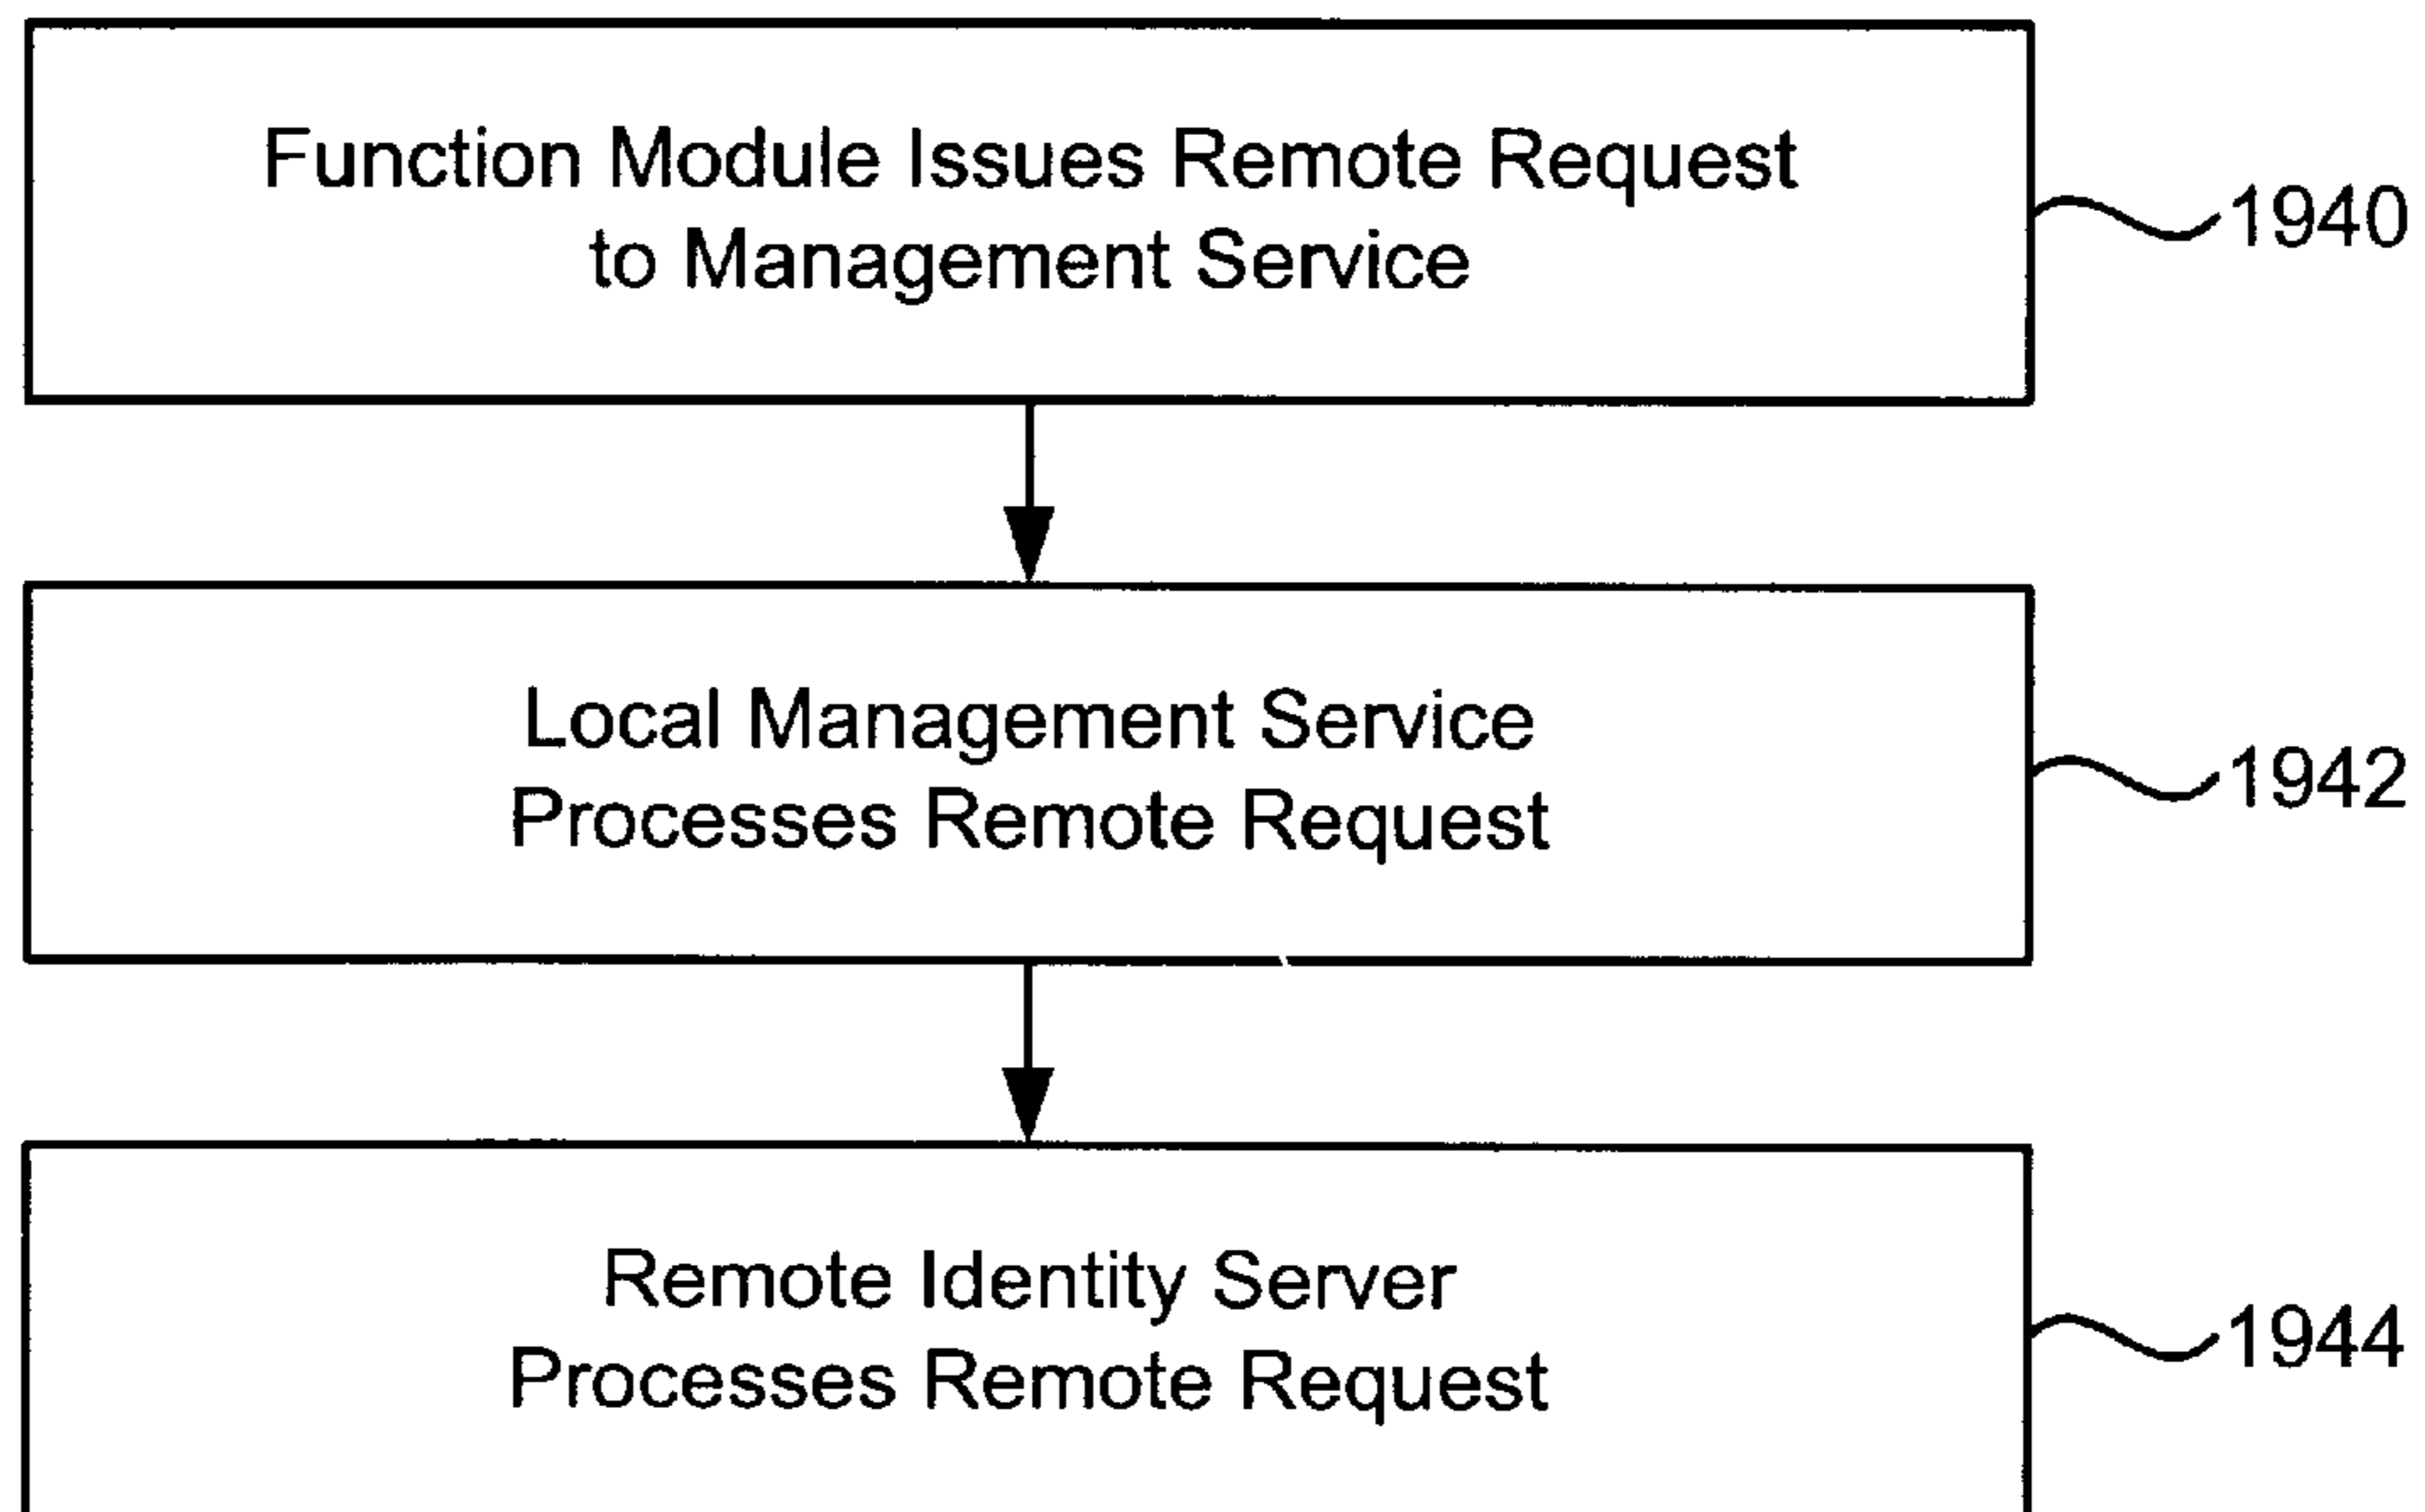 Function Module Issues Remote Request
to Management Service
1940
Local Management Service
Processes Remote Request
1942
Remote Identity Server
Processes Remote Request
1944